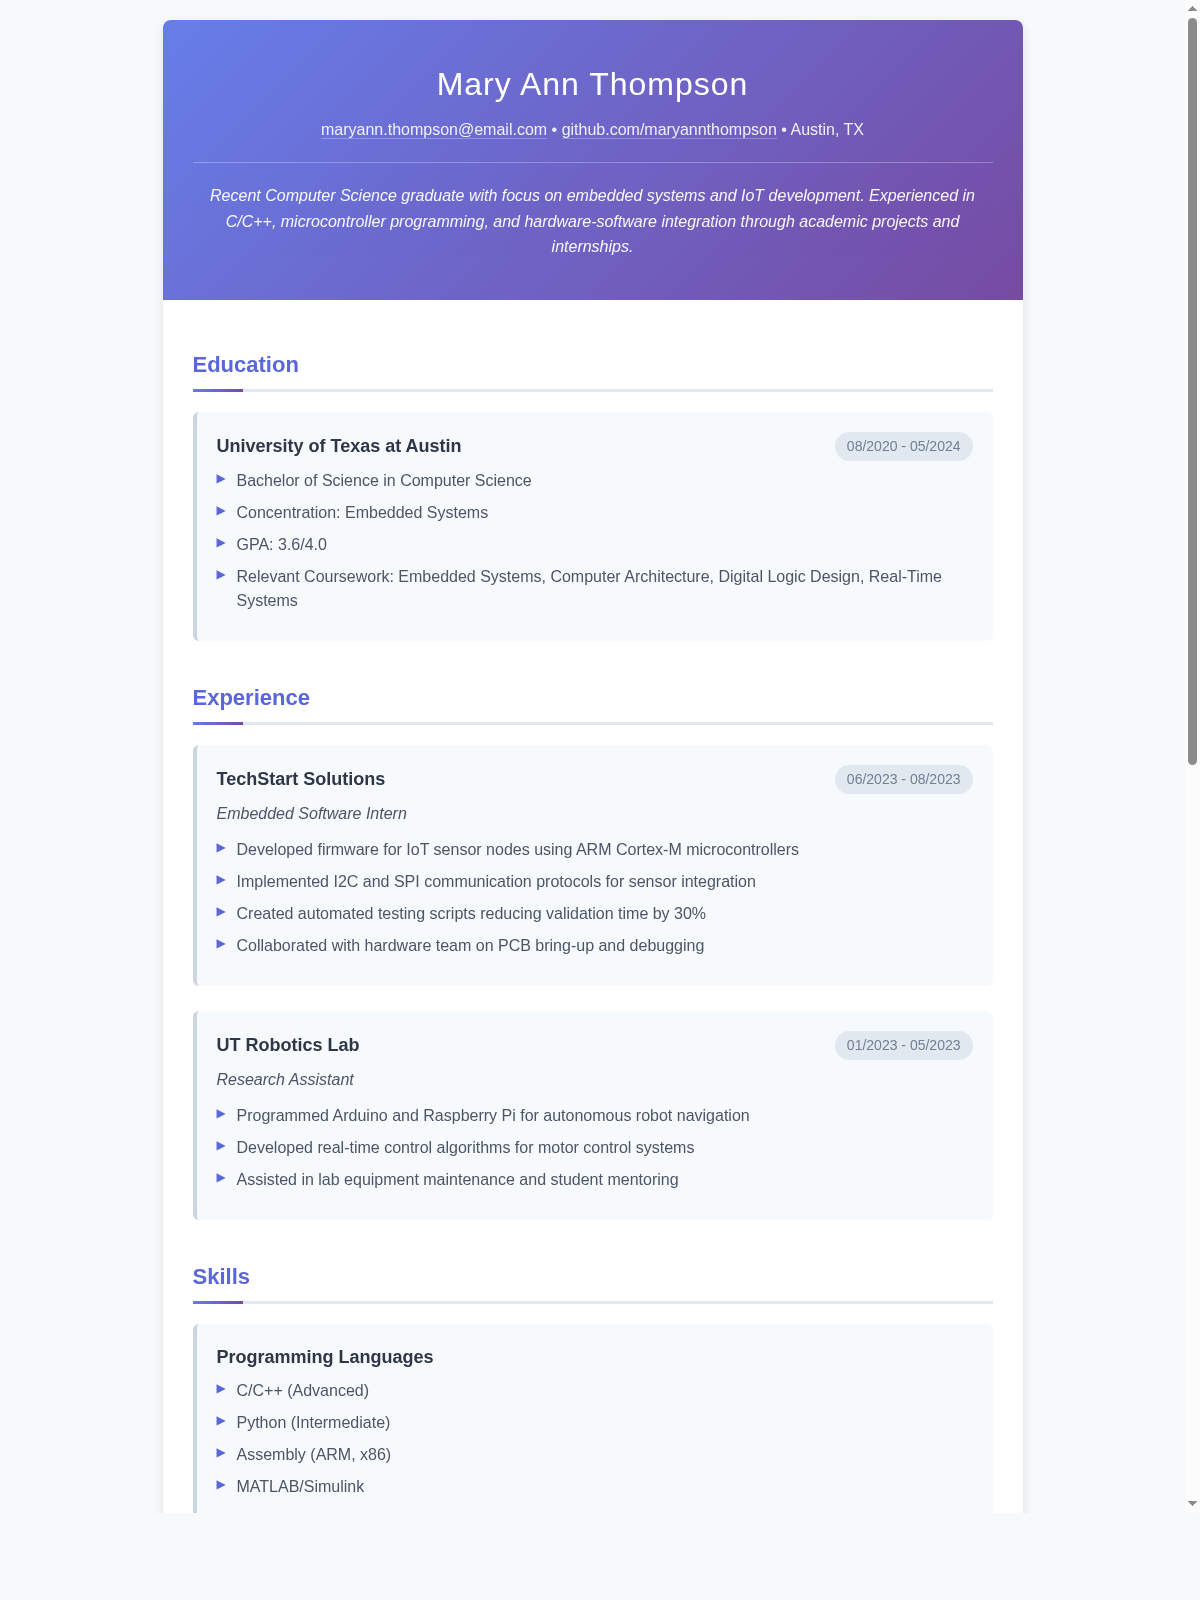 Mary Ann Thompson
maryann.thompson@email.com • github.com/maryannthompson • Austin, TX
Recent Computer Science graduate with focus on embedded systems and IoT development. Experienced in
C/C++, microcontroller programming, and hardware-software integration through academic projects and
internships.
Education
University of Texas at Austin 08/2020 - 05/2024
► Bachelor of Science in Computer Science
► Concentration: Embedded Systems
► GPA: 3.6/4.0
► Relevant Coursework: Embedded Systems, Computer Architecture, Digital Logic Design, Real-Time
Systems
Experience
TechStart Solutions 06/2023 - 08/2023
Embedded Software Intern
► Developed firmware for IoT sensor nodes using ARM Cortex-M microcontrollers
► Implemented I2C and SPI communication protocols for sensor integration
► Created automated testing scripts reducing validation time by 30%
► Collaborated with hardware team on PCB bring-up and debugging
UT Robotics Lab 01/2023 - 05/2023
Research Assistant
► Programmed Arduino and Raspberry Pi for autonomous robot navigation
► Developed real-time control algorithms for motor control systems
► Assisted in lab equipment maintenance and student mentoring
Skills
Programming Languages
► C/C++ (Advanced)
► Python (Intermediate)
► Assembly (ARM, x86)
► MATLAB/Simulink